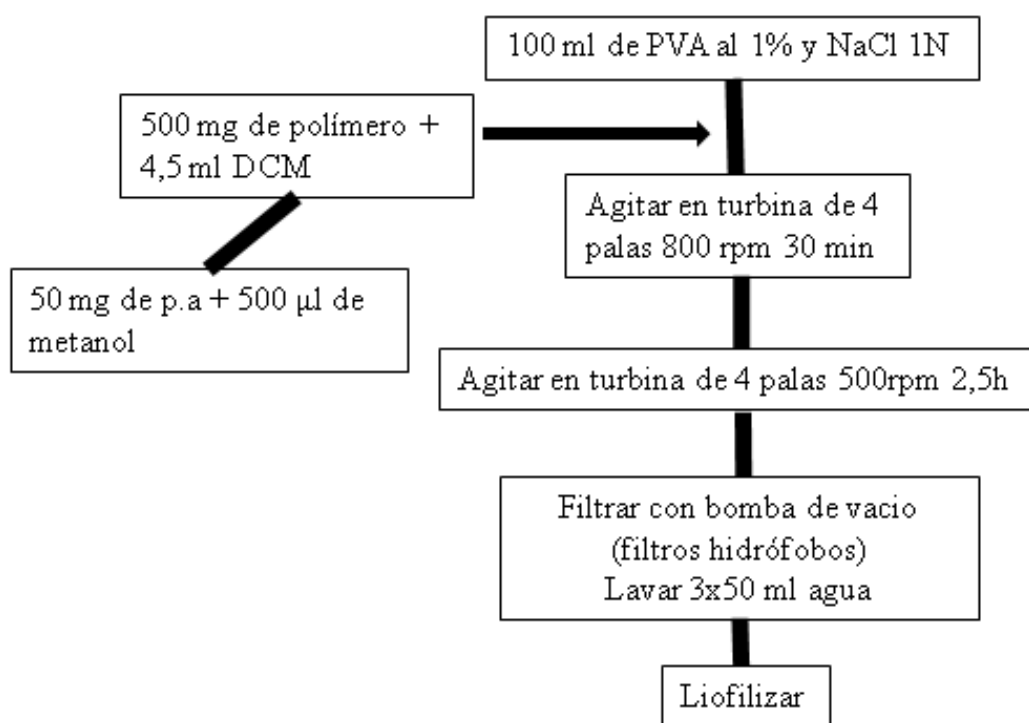 100 ml de PVA al 1% y NaCl 1N
500 mg de polímero +
4,5 ml DCM
Agitar en turbina de 4
palas 800 rpm 30 min
50 mg de p.a + 500 µl de
metanol
Agitar en turbina de 4 palas 500rpm 2,5h
Filtrar con bomba de vacio
(filtros hidrófobos)
Lavar 3x50 ml agua
Liofilizar